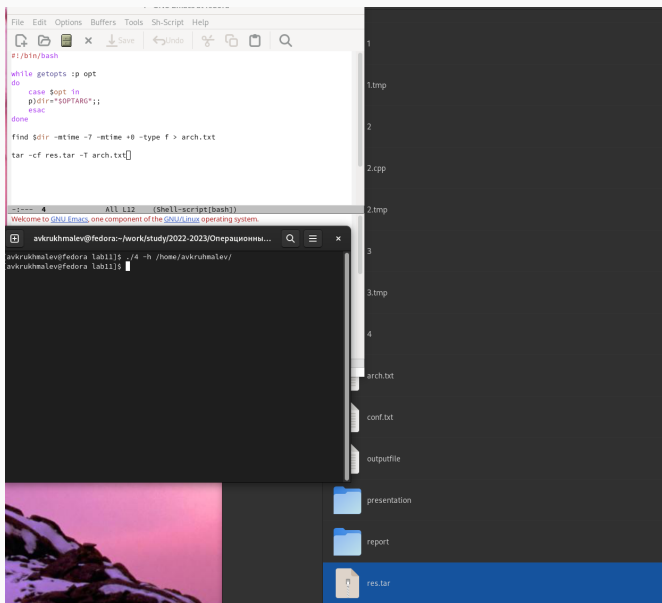 File Edit Options Buffers Tools Sh-Script Help
Save Undo
#!/bin/bash
while getopts :p opt
do
case $opt in
p)dir="$OPTARG";;
esac
done
find $dir -mtime -7 -mtime +0 -type f > arch.txt
tar -cf res.tar -T arch.txt
-:--- 4 All L12 (Shell-script[bash])
Welcome to GNU Emacs, one component of the GNU/Linux operating system.
avkrukhmalev@fedora:~/work/study/2022-2023/Операционны...
[avkrukhmalev@fedora lab11]$ ./4 -h /home/avkruhmalev/
[avkrukhmalev@fedora lab11]$
1
1.tmp
2
2.cpp
2.tmp
3
3.tmp
4
arch.txt
conf.txt
outputfile
presentation
report
res.tar